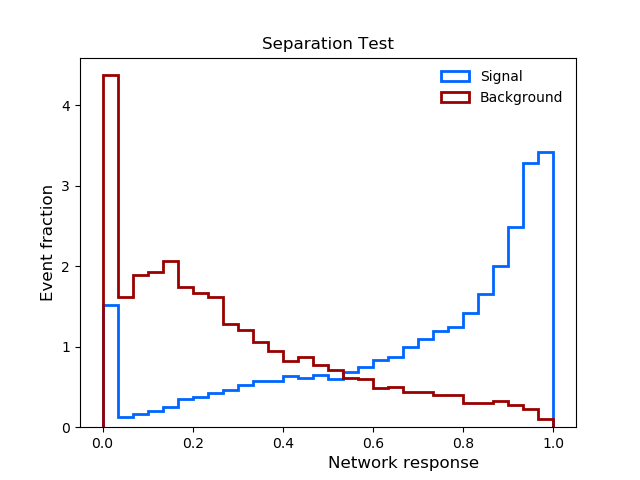 Separation Test
Signal
Background
Event fraction
4
3
2
1
0
0.0 0.2 0.4 0.6 0.8 1.0
Network response